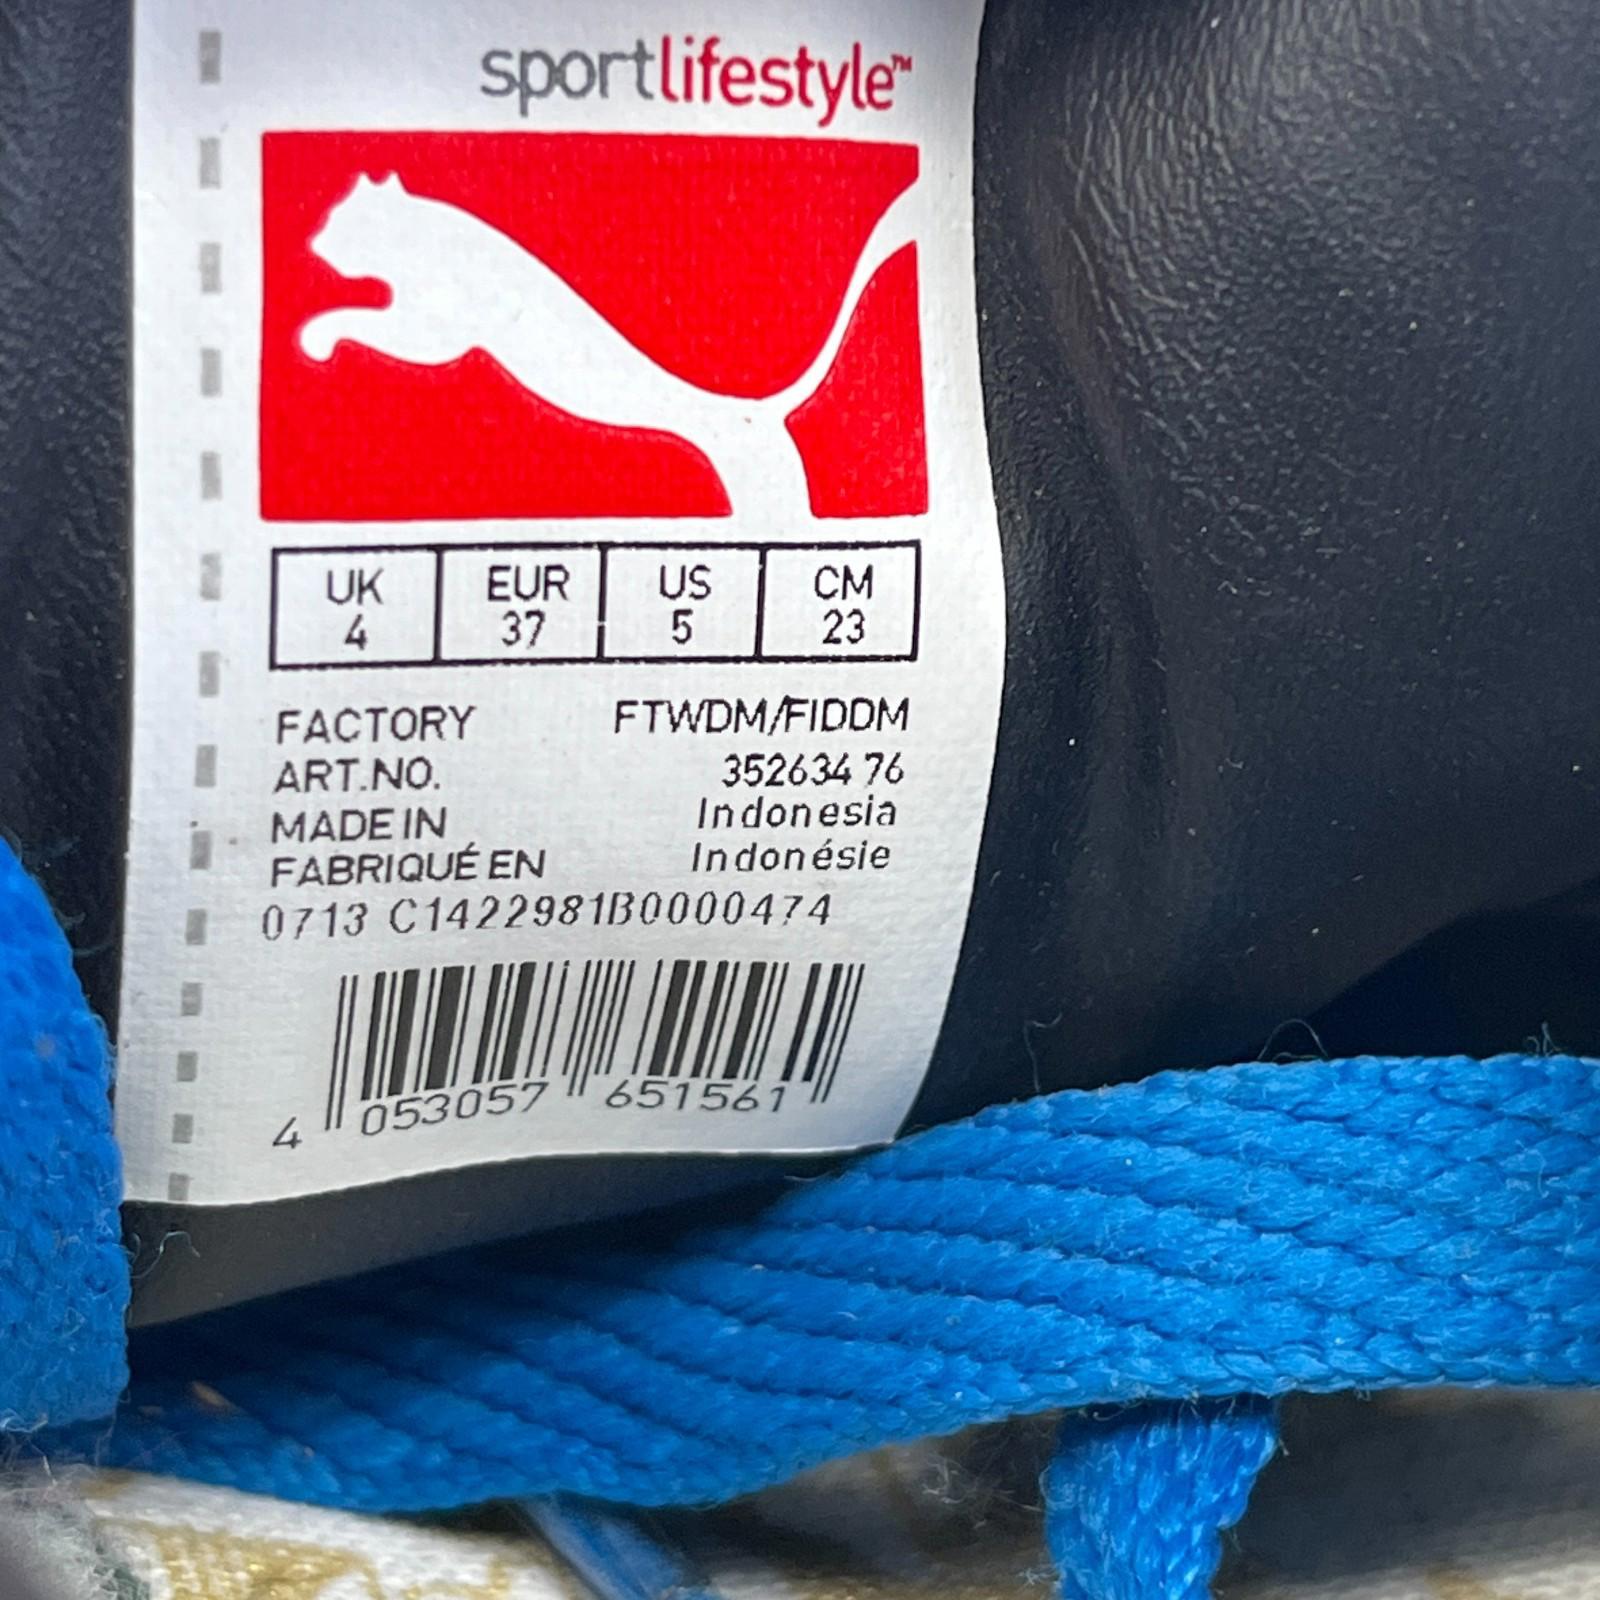 sportlifestyle™
UK EUR US CM
4 37 5 23
FACTORY FTWDM/FIDDM
ART.NO. 352634 76
MADE IN Indonesia
FABRIQUÉ EN Indonésie
0713 C1422981B0000474
4 053057 651561